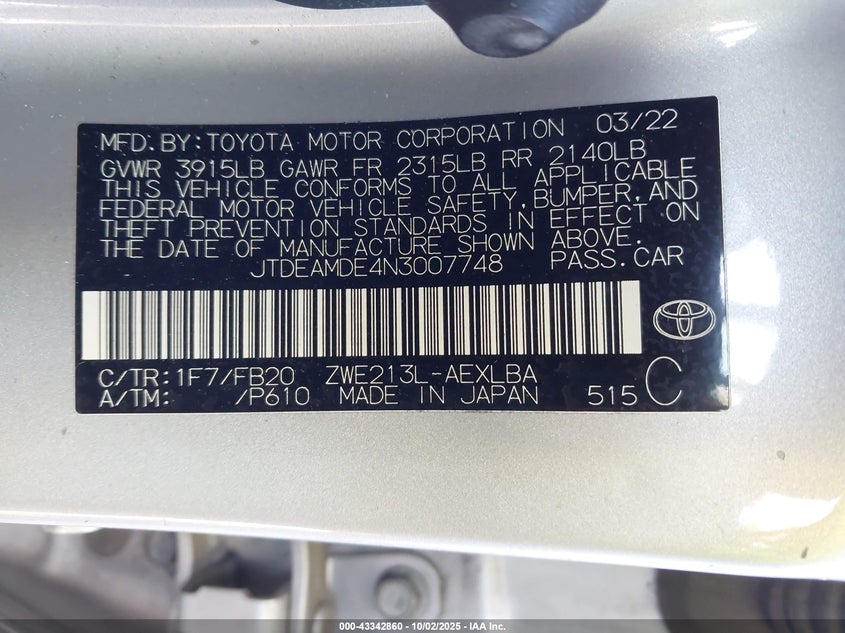 MFD.BY:TOYOTA MOTOR CORPORATION 03/22
GVWR 3915LB GAWR FR 2315LB RR 2140LB
THIS VEHICLE CONFORMS TO ALL APPLICABLE
FEDERAL MOTOR VEHICLE SAFETY,BUMPER,AND
THEFT PREVENTION STANDARDS IN EFFECT ON
THE DATE OF MANUFACTURE SHOWN ABOVE.
JTDEAMDE4N3007748 PASS.CAR
C/TR:1F7/FB20 ZWE213L-AEXLBA
A/TM: /P610 MADE IN JAPAN 515 C
000-43342860 - 10/02/2025 - IAA Inc.